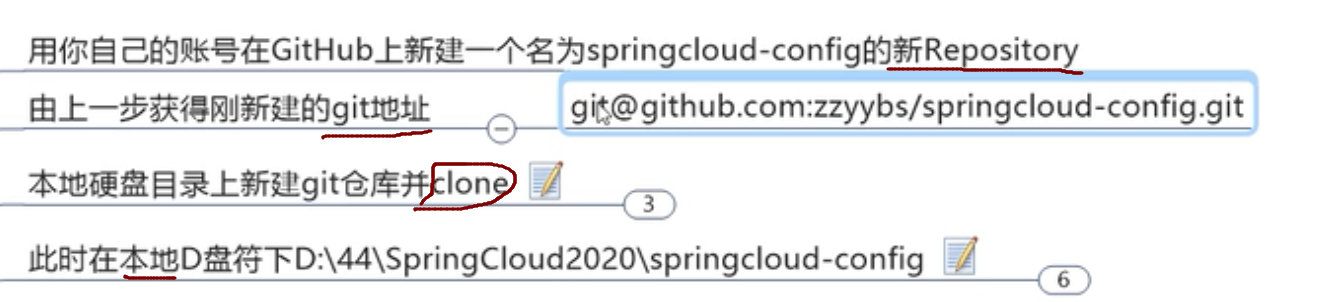 用你自己的账号在GitHub上新建一个名为springcloud-config的新Repository
由上一步获得刚新建的git地址 git@github.com:zzyybs/springcloud-config.git
本地硬盘目录上新建git仓库并clone 3
此时在本地D盘符下D:\44\SpringCloud2020\springcloud-config 6